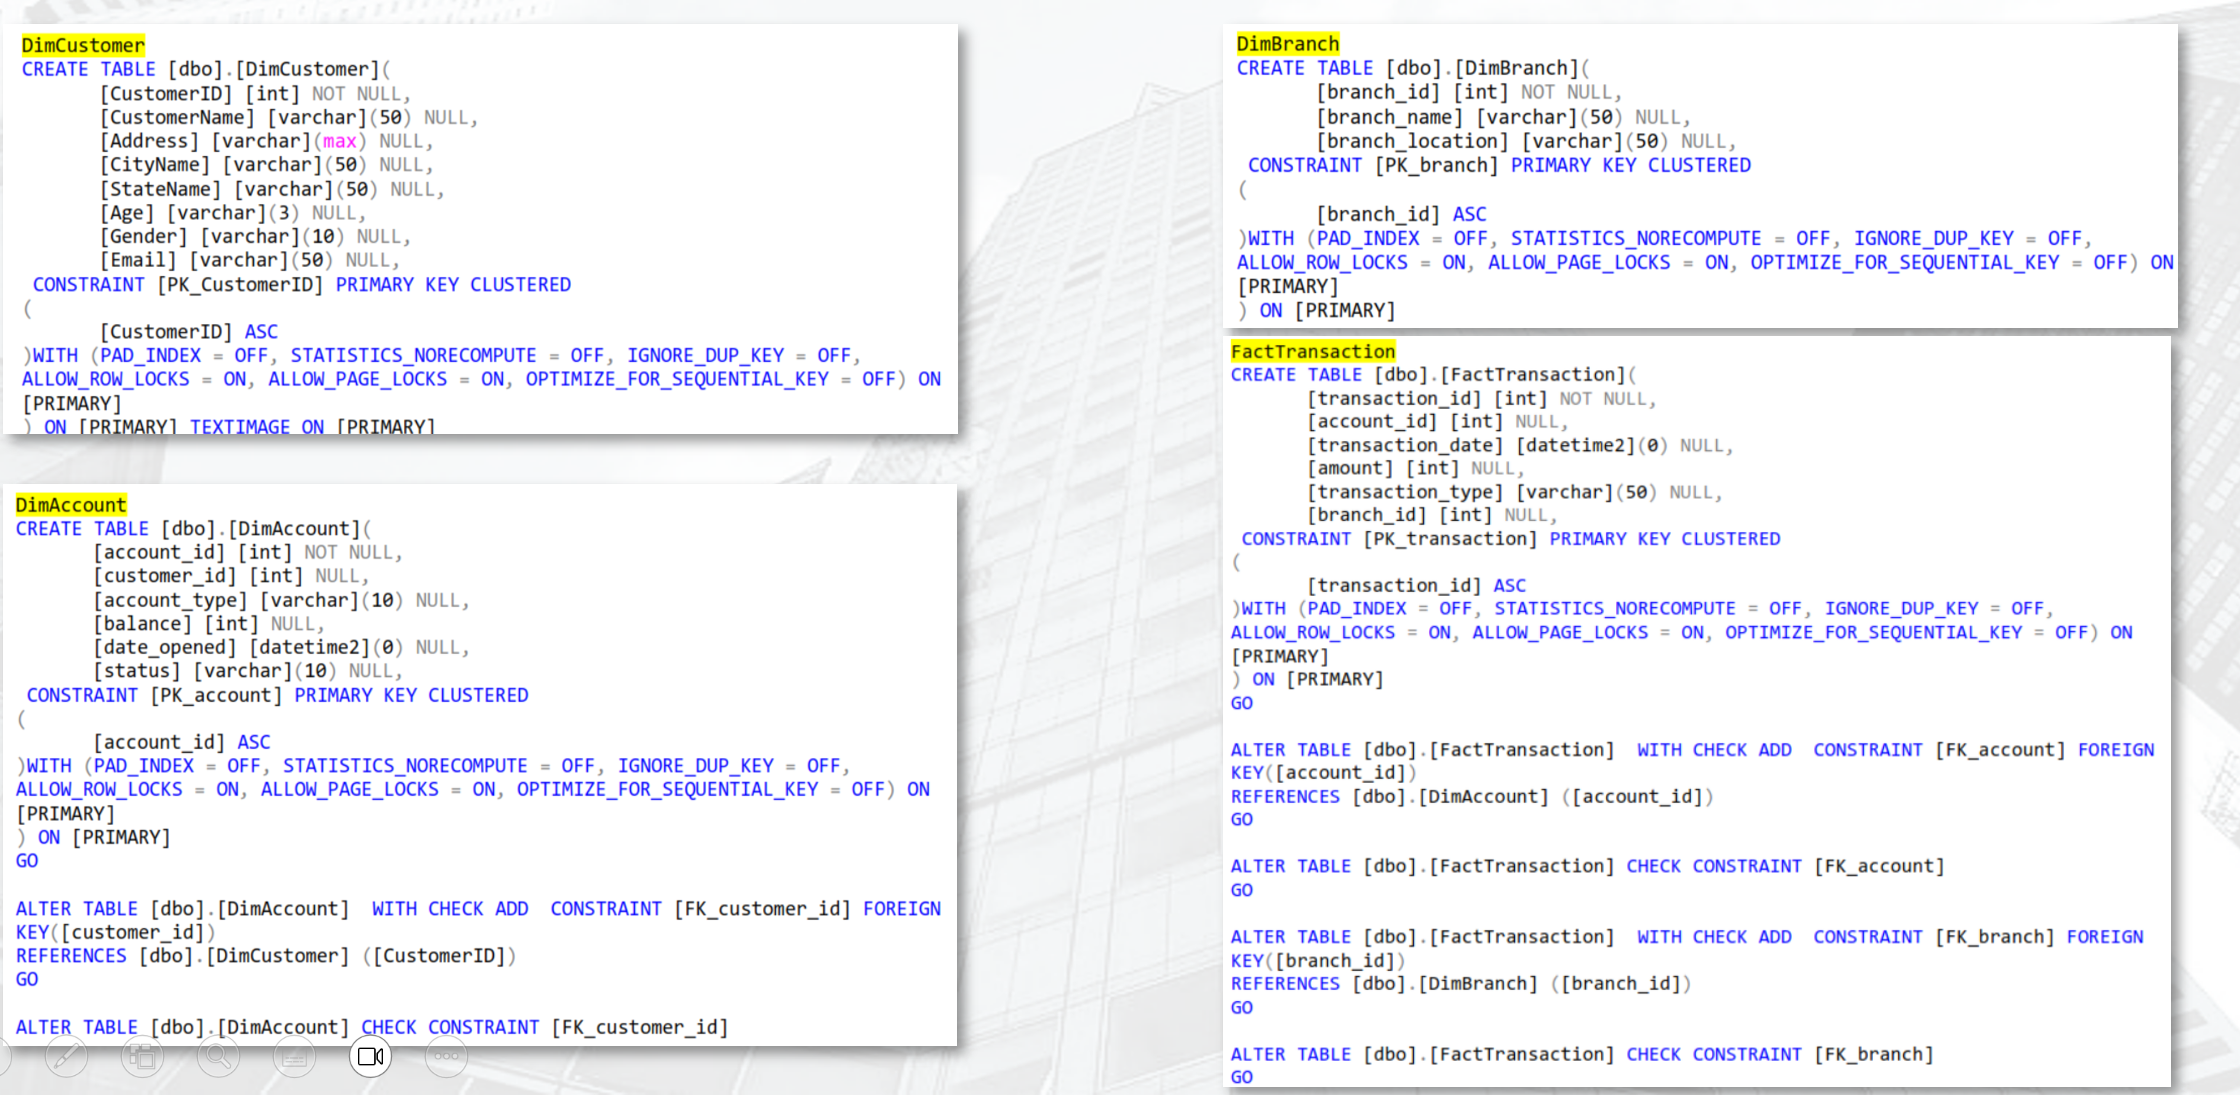 DimCustomer
CREATE TABLE [dbo].[DimCustomer](
[CustomerID] [int] NOT NULL,
[CustomerName] [varchar](50) NULL,
[Address] [varchar](max) NULL,
[CityName] [varchar](50) NULL,
[StateName] [varchar](50) NULL,
[Age] [varchar](3) NULL,
[Gender] [varchar](10) NULL,
[Email] [varchar](50) NULL,
CONSTRAINT [PK_CustomerID] PRIMARY KEY CLUSTERED
(
[CustomerID] ASC
)WITH (PAD_INDEX = OFF, STATISTICS_NORECOMPUTE = OFF, IGNORE_DUP_KEY = OFF,
ALLOW_ROW_LOCKS = ON, ALLOW_PAGE_LOCKS = ON, OPTIMIZE_FOR_SEQUENTIAL_KEY = OFF) ON
[PRIMARY]
) ON [PRIMARY] TEXTIMAGE_ON [PRIMARY]
DimAccount
CREATE TABLE [dbo].[DimAccount](
[account_id] [int] NOT NULL,
[customer_id] [int] NULL,
[account_type] [varchar](10) NULL,
[balance] [int] NULL,
[date_opened] [datetime2](0) NULL,
[status] [varchar](10) NULL,
CONSTRAINT [PK_account] PRIMARY KEY CLUSTERED
(
[account_id] ASC
)WITH (PAD_INDEX = OFF, STATISTICS_NORECOMPUTE = OFF, IGNORE_DUP_KEY = OFF,
ALLOW_ROW_LOCKS = ON, ALLOW_PAGE_LOCKS = ON, OPTIMIZE_FOR_SEQUENTIAL_KEY = OFF) ON
[PRIMARY]
) ON [PRIMARY]
GO
ALTER TABLE [dbo].[DimAccount]  WITH CHECK ADD  CONSTRAINT [FK_customer_id] FOREIGN
KEY([customer_id])
REFERENCES [dbo].[DimCustomer] ([CustomerID])
GO
ALTER TABLE [dbo].[DimAccount] CHECK CONSTRAINT [FK_customer_id]
DimBranch
CREATE TABLE [dbo].[DimBranch](
[branch_id] [int] NOT NULL,
[branch_name] [varchar](50) NULL,
[branch_location] [varchar](50) NULL,
CONSTRAINT [PK_branch] PRIMARY KEY CLUSTERED
(
[branch_id] ASC
)WITH (PAD_INDEX = OFF, STATISTICS_NORECOMPUTE = OFF, IGNORE_DUP_KEY = OFF,
ALLOW_ROW_LOCKS = ON, ALLOW_PAGE_LOCKS = ON, OPTIMIZE_FOR_SEQUENTIAL_KEY = OFF) ON
[PRIMARY]
) ON [PRIMARY]
FactTransaction
CREATE TABLE [dbo].[FactTransaction](
[transaction_id] [int] NOT NULL,
[account_id] [int] NULL,
[transaction_date] [datetime2](0) NULL,
[amount] [int] NULL,
[transaction_type] [varchar](50) NULL,
[branch_id] [int] NULL,
CONSTRAINT [PK_transaction] PRIMARY KEY CLUSTERED
(
[transaction_id] ASC
)WITH (PAD_INDEX = OFF, STATISTICS_NORECOMPUTE = OFF, IGNORE_DUP_KEY = OFF,
ALLOW_ROW_LOCKS = ON, ALLOW_PAGE_LOCKS = ON, OPTIMIZE_FOR_SEQUENTIAL_KEY = OFF) ON
[PRIMARY]
) ON [PRIMARY]
GO
ALTER TABLE [dbo].[FactTransaction]  WITH CHECK ADD  CONSTRAINT [FK_account] FOREIGN
KEY([account_id])
REFERENCES [dbo].[DimAccount] ([account_id])
GO
ALTER TABLE [dbo].[FactTransaction] CHECK CONSTRAINT [FK_account]
GO
ALTER TABLE [dbo].[FactTransaction]  WITH CHECK ADD  CONSTRAINT [FK_branch] FOREIGN
KEY([branch_id])
REFERENCES [dbo].[DimBranch] ([branch_id])
GO
ALTER TABLE [dbo].[FactTransaction] CHECK CONSTRAINT [FK_branch]
GO